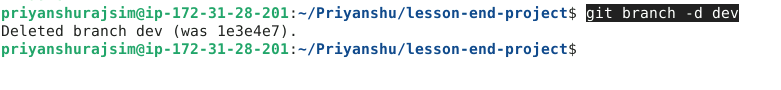 priyanshurajsim@ip-172-31-28-201:~/Priyanshu/lesson-end-project$ git branch -d dev
Deleted branch dev (was 1e3e4e7).
priyanshurajsim@ip-172-31-28-201:~/Priyanshu/lesson-end-project$